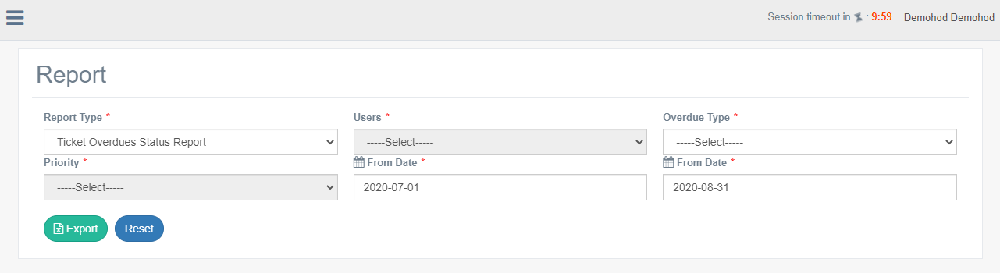 Session timeout in : 9:59 Demohod Demohod
Report
Report Type * Users * Overdue Type *
Ticket Overdues Status Report -----Select----- -----Select-----
Priority * From Date * From Date *
-----Select----- 2020-07-01 2020-08-31
Export Reset